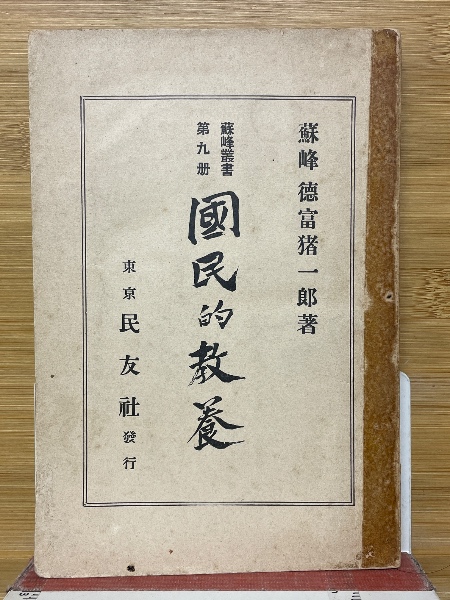 蘇峰 德富猪一郎著
蘇峰叢書
第九册
國民的教養
東京 民友社 發行